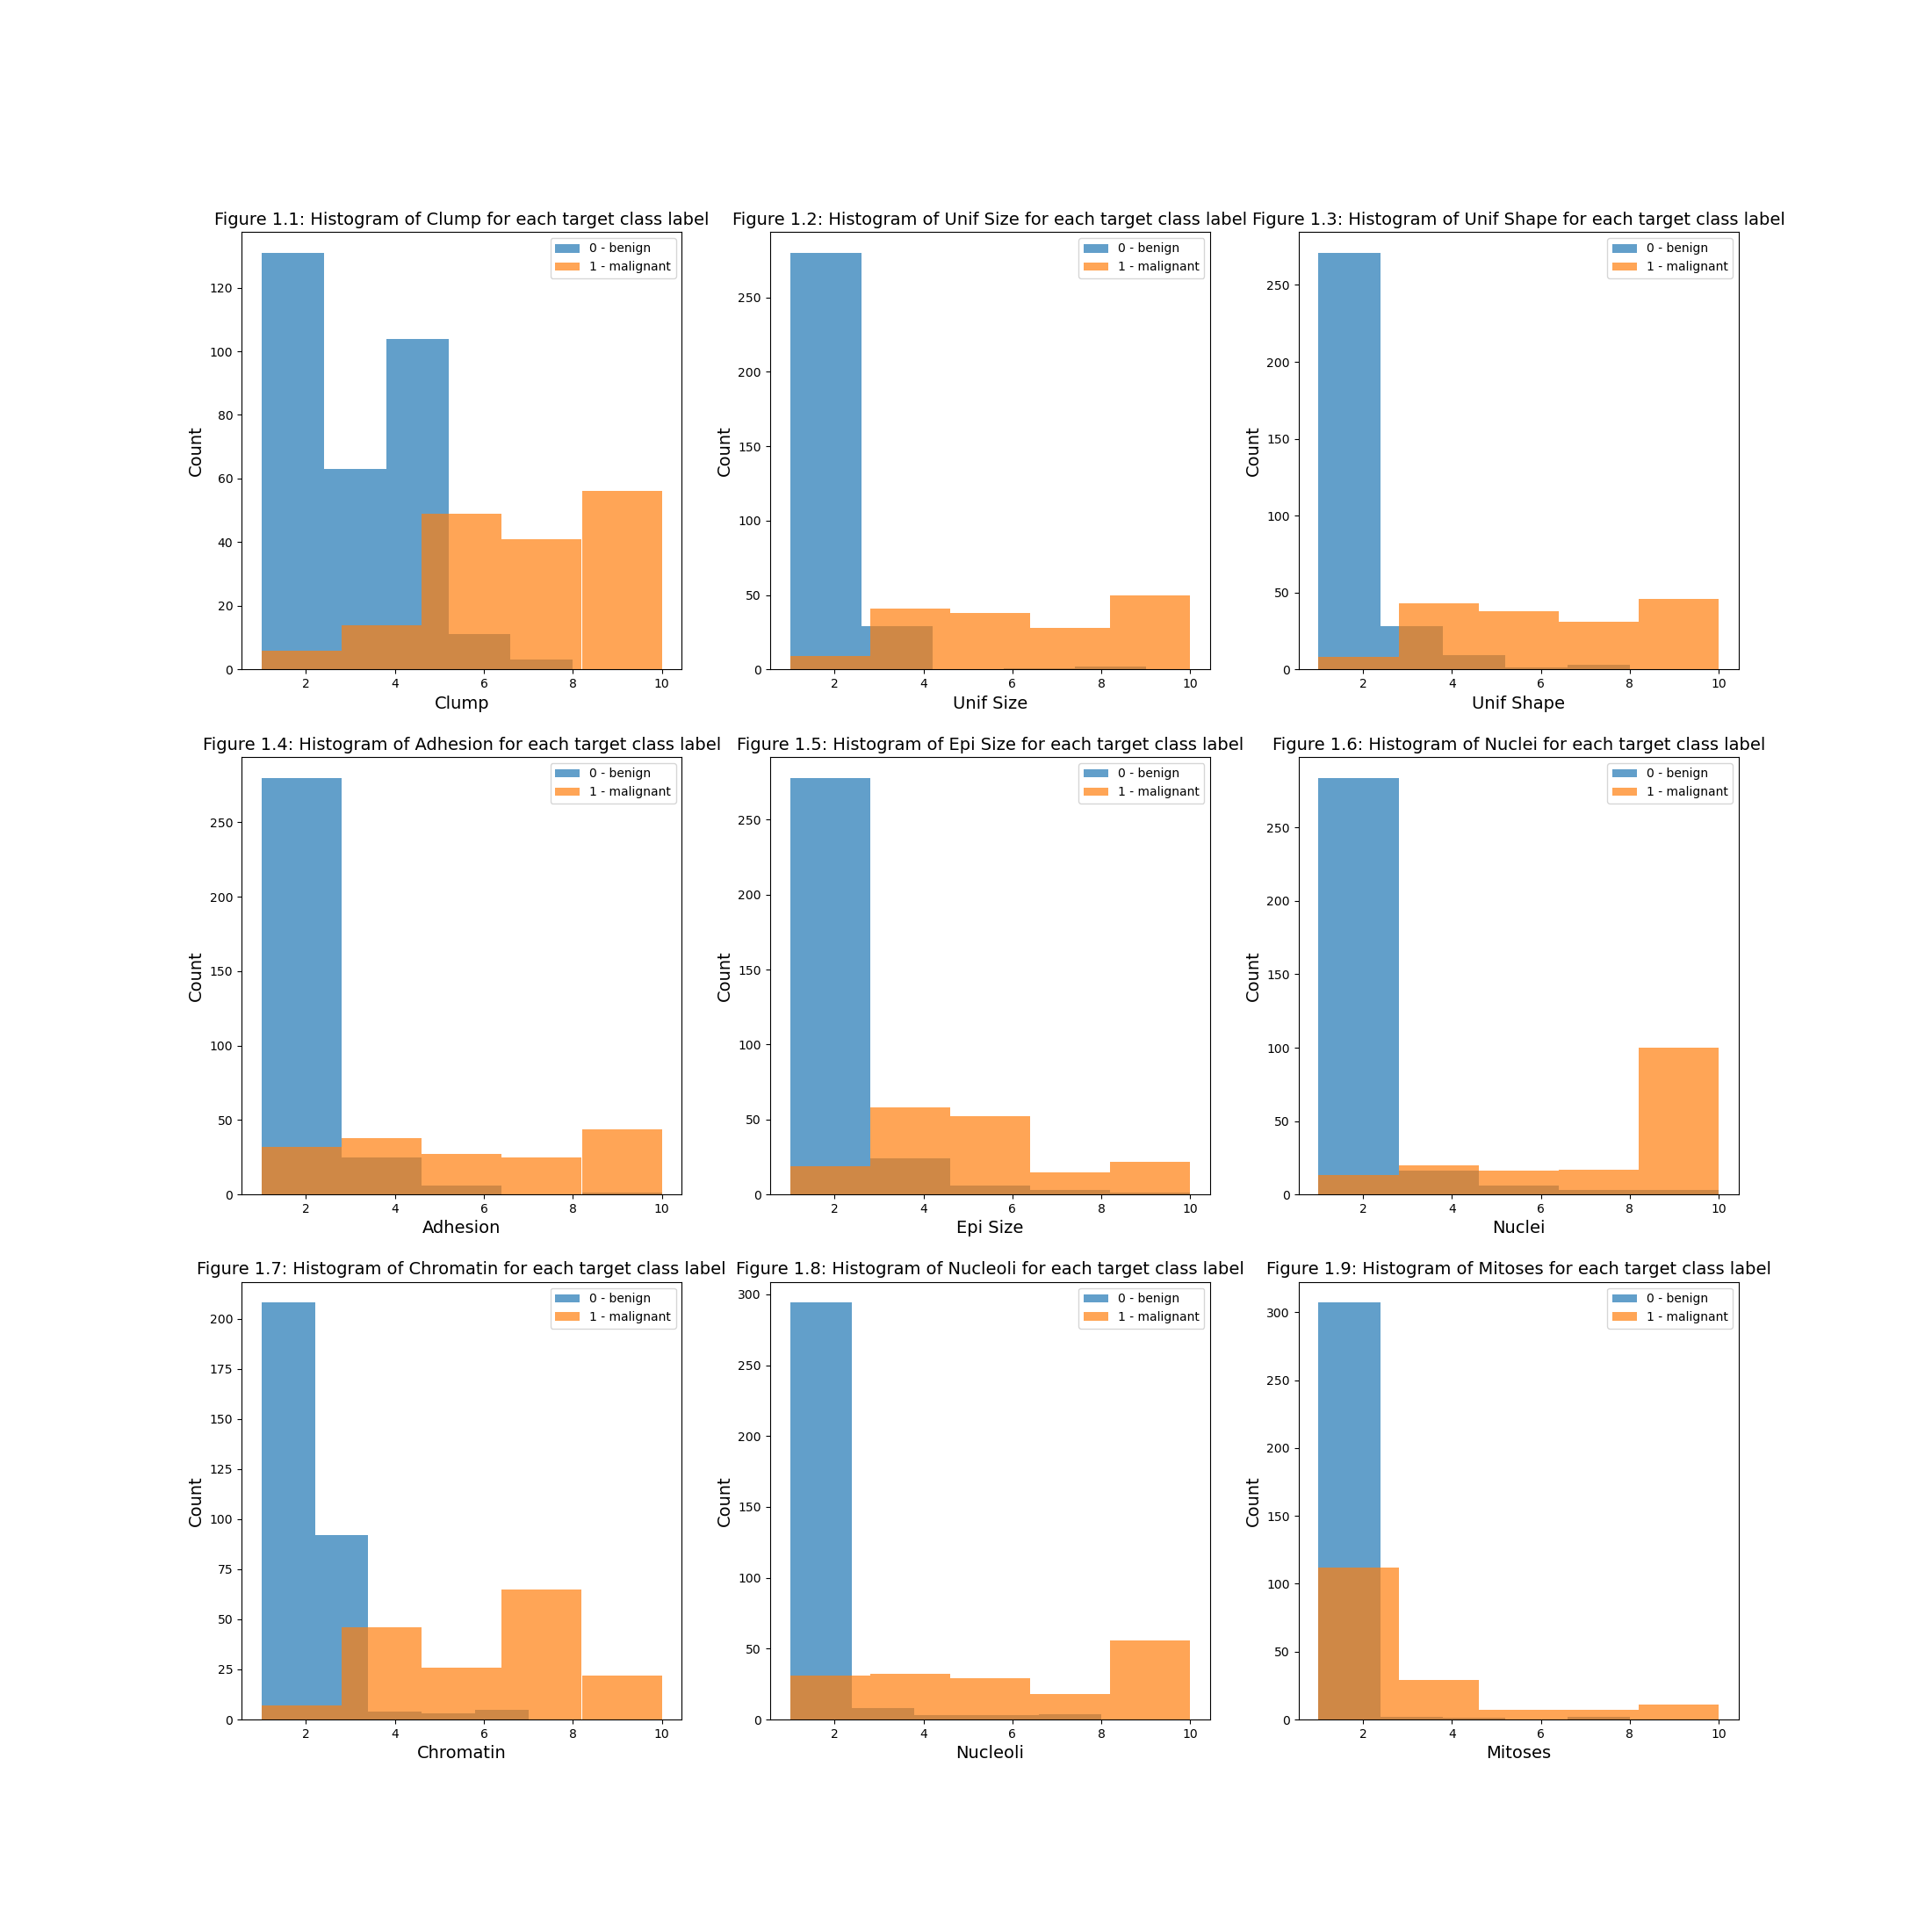 Figure 1.1: Histogram of Clump for each target class label
0 - benign
1 - malignant
120
100
80
60
40
20
0
Count
2 4 6 8 10
Clump
Figure 1.2: Histogram of Unif Size for each target class label
0 - benign
1 - malignant
250
200
150
100
50
0
Count
2 4 6 8 10
Unif Size
Figure 1.3: Histogram of Unif Shape for each target class label
0 - benign
1 - malignant
250
200
150
100
50
0
Count
2 4 6 8 10
Unif Shape
Figure 1.4: Histogram of Adhesion for each target class label
0 - benign
1 - malignant
250
200
150
100
50
0
Count
2 4 6 8 10
Adhesion
Figure 1.5: Histogram of Epi Size for each target class label
0 - benign
1 - malignant
250
200
150
100
50
0
Count
2 4 6 8 10
Epi Size
Figure 1.6: Histogram of Nuclei for each target class label
0 - benign
1 - malignant
250
200
150
100
50
0
Count
2 4 6 8 10
Nuclei
Figure 1.7: Histogram of Chromatin for each target class label
0 - benign
1 - malignant
200
175
150
125
100
75
50
25
0
Count
2 4 6 8 10
Chromatin
Figure 1.8: Histogram of Nucleoli for each target class label
0 - benign
1 - malignant
300
250
200
150
100
50
0
Count
2 4 6 8 10
Nucleoli
Figure 1.9: Histogram of Mitoses for each target class label
0 - benign
1 - malignant
300
250
200
150
100
50
0
Count
2 4 6 8 10
Mitoses